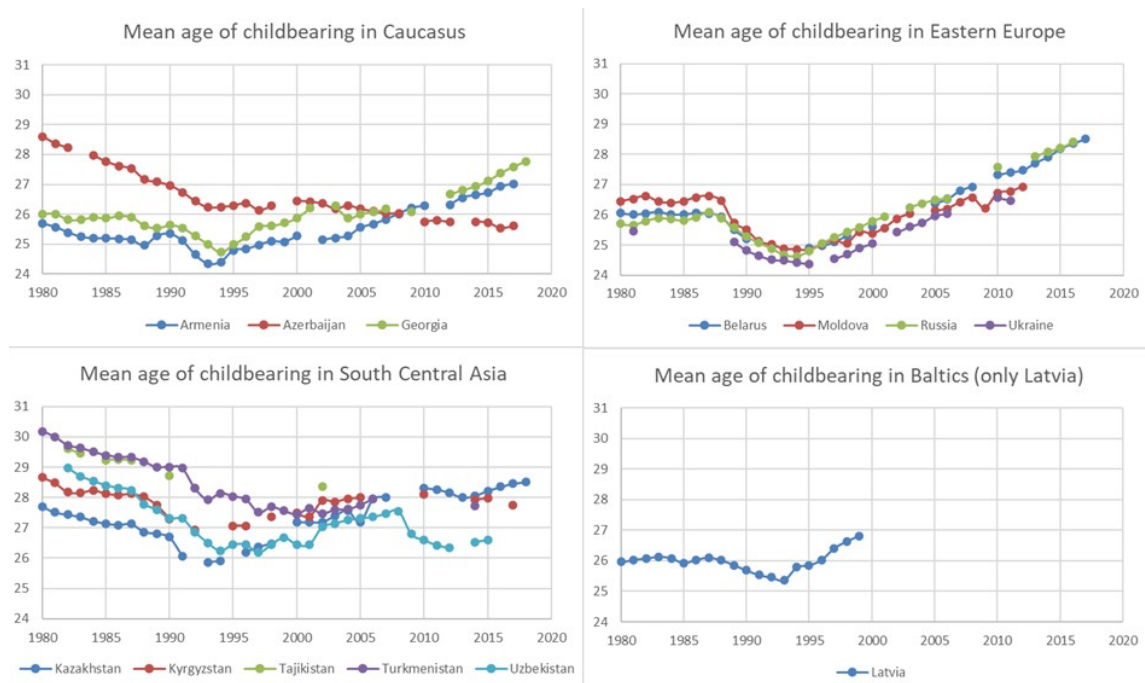 Mean age of childbearing in Caucasus
31
30
29
28
27
26
25
24
1980 1985 1990 1995 2000 2005 2010 2015 2020
Armenia Azerbaijan Georgia
Mean age of childbearing in Eastern Europe
31
30
29
28
27
26
25
24
1980 1985 1990 1995 2000 2005 2010 2015 2020
Belarus Moldova Russia Ukraine
Mean age of childbearing in South Central Asia
31
30
29
28
27
26
25
24
1980 1985 1990 1995 2000 2005 2010 2015 2020
Kazakhstan Kyrgyzstan Tajikistan Turkmenistan Uzbekistan
Mean age of childbearing in Baltics (only Latvia)
31
30
29
28
27
26
25
24
1980 1985 1990 1995 2000 2005 2010 2015 2020
Latvia